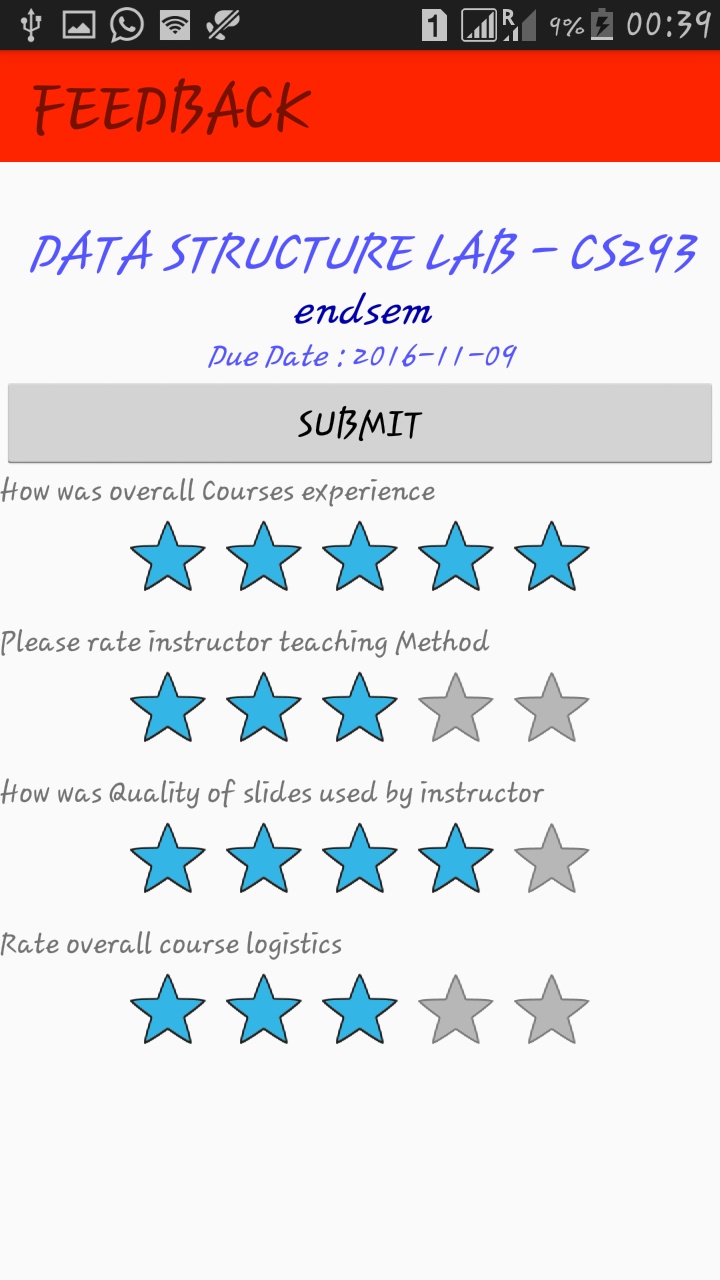 1 R 9% 00:39
FEEDBACK
DATA STRUCTURE LAB - CS293
endsem
Due Date : 2016-11-09
SUBMIT
How was overall Courses experience
Please rate instructor teaching Method
How was Quality of slides used by instructor
Rate overall course logistics